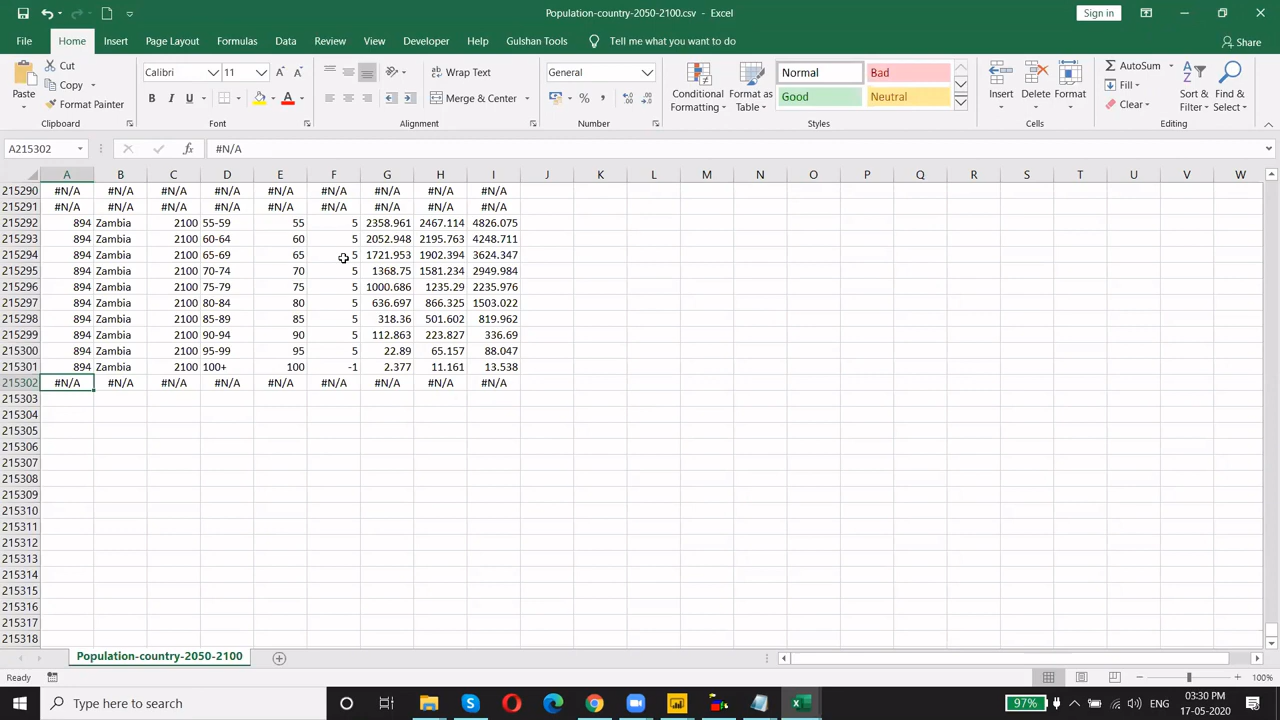 Population-country-2050-2100.csv - Excel
Sign in
File Home Insert Page Layout Formulas Data Review View Developer Help Gulshan Tools Tell me what you want to do Share
Paste
Cut
Copy
Format Painter
Clipboard
Calibri 11
B I U
Font
Wrap Text
Merge & Center
Alignment
General
Number
Conditional Formatting
Format as Table
Normal Bad
Good Neutral
Styles
Insert Delete Format
Cells
AutoSum
Fill
Clear
Sort & Filter
Find & Select
Editing
A215302 fx #N/A
A B C D E F G H I J K L M N O P Q R S T U V W
215290 #N/A #N/A #N/A #N/A #N/A #N/A #N/A #N/A #N/A
215291 #N/A #N/A #N/A #N/A #N/A #N/A #N/A #N/A #N/A
215292 894 Zambia 2100 55-59 55 5 2358.961 2467.114 4826.075
215293 894 Zambia 2100 60-64 60 5 2052.948 2195.763 4248.711
215294 894 Zambia 2100 65-69 65 5 1721.953 1902.394 3624.347
215295 894 Zambia 2100 70-74 70 5 1368.75 1581.234 2949.984
215296 894 Zambia 2100 75-79 75 5 1000.686 1235.29 2235.976
215297 894 Zambia 2100 80-84 80 5 636.697 866.325 1503.022
215298 894 Zambia 2100 85-89 85 5 318.36 501.602 819.962
215299 894 Zambia 2100 90-94 90 5 112.863 223.827 336.69
215300 894 Zambia 2100 95-99 95 5 22.89 65.157 88.047
215301 894 Zambia 2100 100+ 100 -1 2.377 11.161 13.538
215302 #N/A #N/A #N/A #N/A #N/A #N/A #N/A #N/A #N/A
215303
215304
215305
215306
215307
215308
215309
215310
215311
215312
215313
215314
215315
215316
215317
215318
Population-country-2050-2100
Ready 100%
Type here to search 97% ENG 03:30 PM
17-05-2020